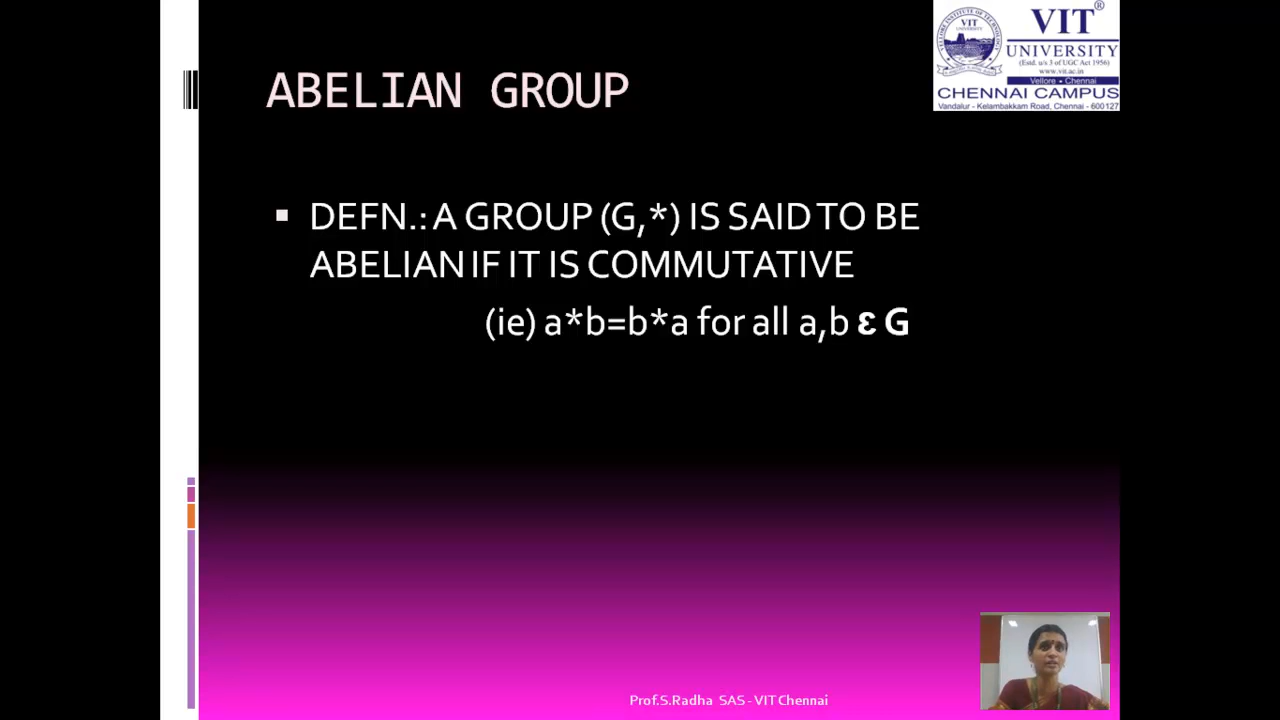 VIT®
UNIVERSITY
(Estd. u/s 3 of UGC Act 1956)
www.vit.ac.in
Vellore • Chennai
CHENNAI CAMPUS
Vandalur - Kelambakkam Road, Chennai - 600127
ABELIAN GROUP
DEFN.: A GROUP (G,*) IS SAID TO BE
ABELIAN IF IT IS COMMUTATIVE
(ie) a*b=b*a for all a,b ε G
Prof.S.Radha SAS - VIT Chennai